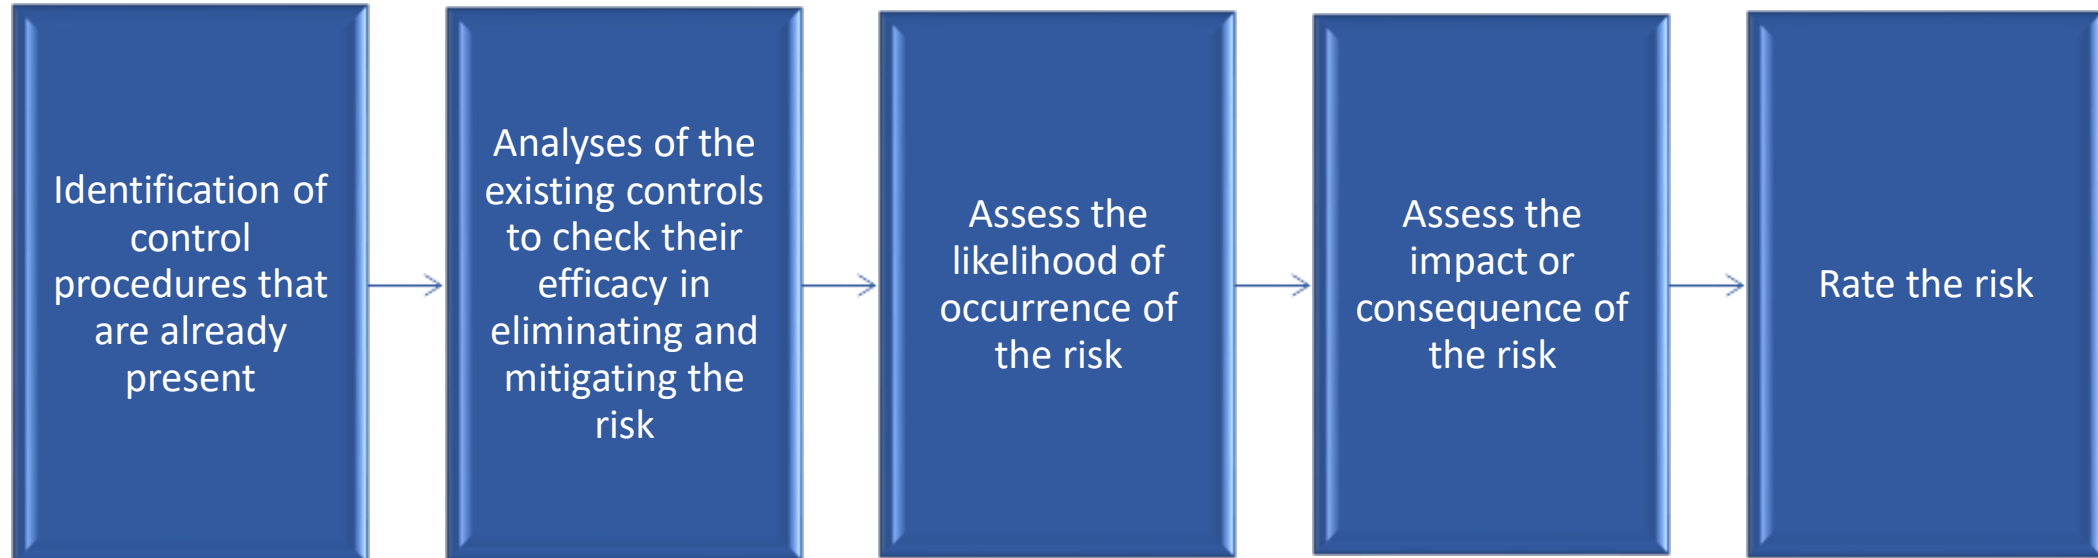 Identification of
control
procedures that
are already
present
Analyses of the
existing controls
to check their
efficacy in
eliminating and
mitigating the
risk
Assess the
likelihood of
occurrence of
the risk
Assess the
impact or
consequence of
the risk
Rate the risk